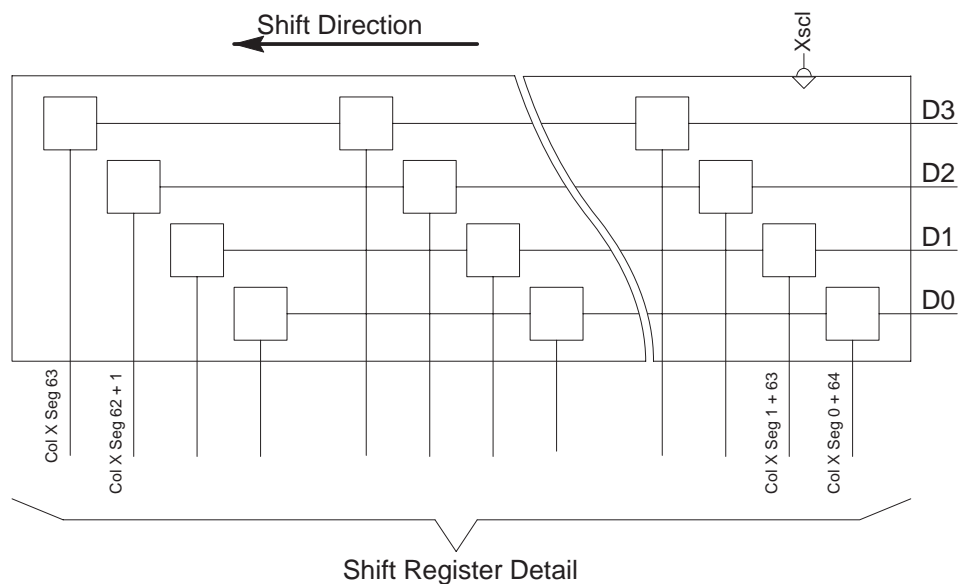 Shift Direction
Xscl
D3
D2
D1
D0
Col X Seg 63
Col X Seg 62 + 1
Col X Seg 1 + 63
Col X Seg 0 + 64
Shift Register Detail